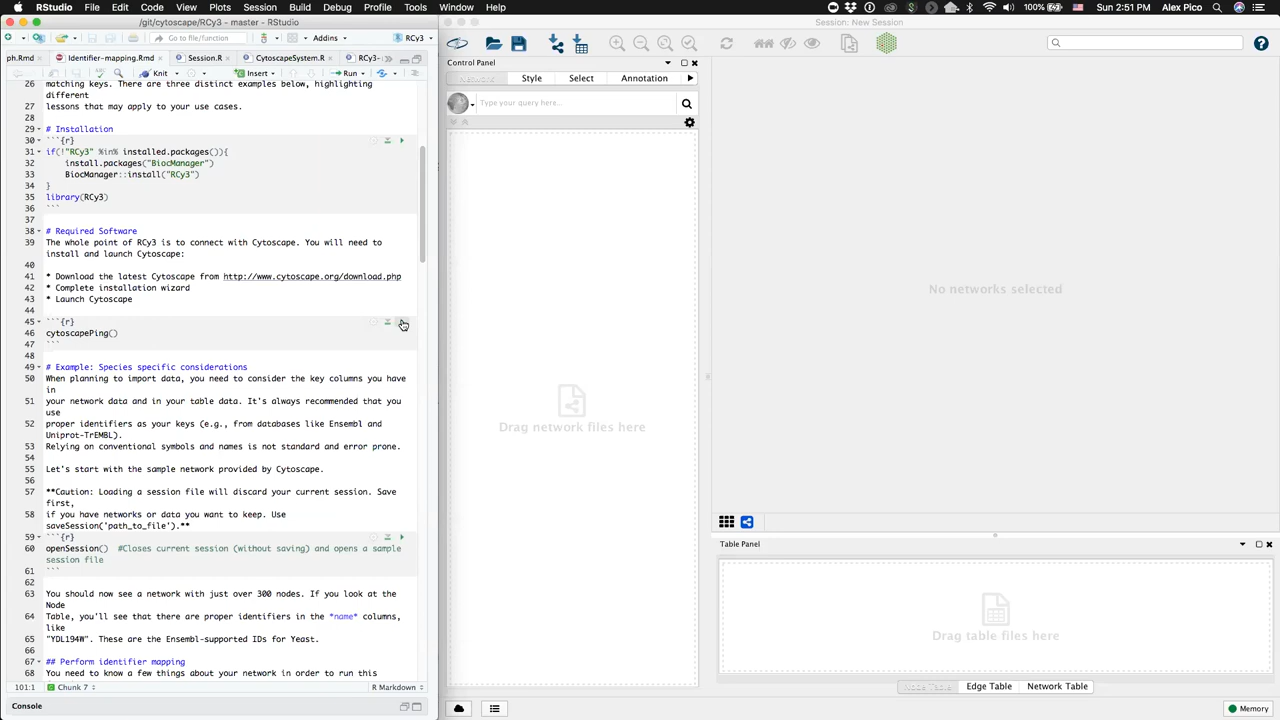 RStudio File Edit Code View Plots Session Build Debug Profile Tools Window Help
100% Sun 2:51 PM Alex Pico
/git/cytoscape/RCy3 - master - RStudio
Session: New Session
Go to file/function
Addins
RCy3
ph.Rmd
Identifier-mapping.Rmd
Session.R
CytoscapeSystem.R
RCy3-
Insert
Run
26 matching keys. There are three distinct examples below, highlighting
different
27 lessons that may apply to your use cases.
28
29 # Installation
30 ```{r}
31 if(!"RCy3" %in% installed.packages()){
32 install.packages("BiocManager")
33 BiocManager::install("RCy3")
34 }
35 library(RCy3)
36 ```
37
38 # Required Software
39 The whole point of RCy3 is to connect with Cytoscape. You will need to
install and launch Cytoscape:
40
41 * Download the latest Cytoscape from http://www.cytoscape.org/download.php
42 * Complete installation wizard
43 * Launch Cytoscape
44
45 ```{r}
46 cytoscapePing()
47 ```
48
49 # Example: Species specific considerations
50 When planning to import data, you need to consider the key columns you have
in
51 your network data and in your table data. It's always recommended that you
use
52 proper identifiers as your keys (e.g., from databases like Ensembl and
Uniprot-TrEMBL).
53 Relying on conventional symbols and names is not standard and error prone.
54
55 Let's start with the sample network provided by Cytoscape.
56
57 **Caution: Loading a session file will discard your current session. Save
first,
58 if you have networks or data you want to keep. Use
saveSession('path_to_file').**
59 ```{r}
60 openSession() #Closes current session (without saving) and opens a sample
session file
61 ```
62
63 You should now see a network with just over 300 nodes. If you look at the
Node
64 Table, you'll see that there are proper identifiers in the *name* columns,
like
65 "YDL194W". These are the Ensembl-supported IDs for Yeast.
66
67 ## Perform identifier mapping
68 You need to know a few things about your network in order to run this
101:1 Chunk 7 R Markdown
Console
Control Panel
Network Style Select Annotation
Type your query here...
Drag network files here
No networks selected
Table Panel
Drag table files here
Node Table Edge Table Network Table
Memory